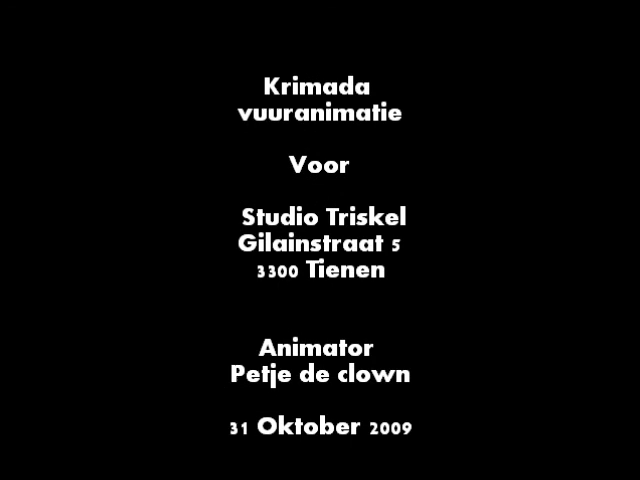 Krimada
vuuranimatie
Voor
Studio Triskel
Gilainstraat 5
3300 Tienen
Animator
Petje de clown
31 Oktober 2009